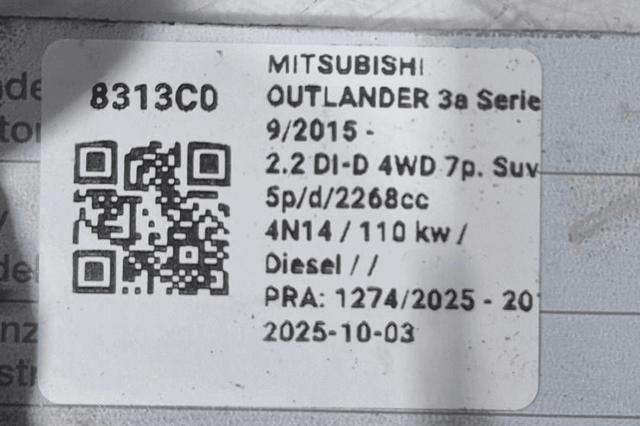 8313C0
MITSUBISHI
OUTLANDER 3a Serie
9/2015 -
2.2 DI-D 4WD 7p. Suv
5p/d/2268cc
4N14 / 110 kw /
Diesel / /
PRA: 1274/2025 - 20
2025-10-03